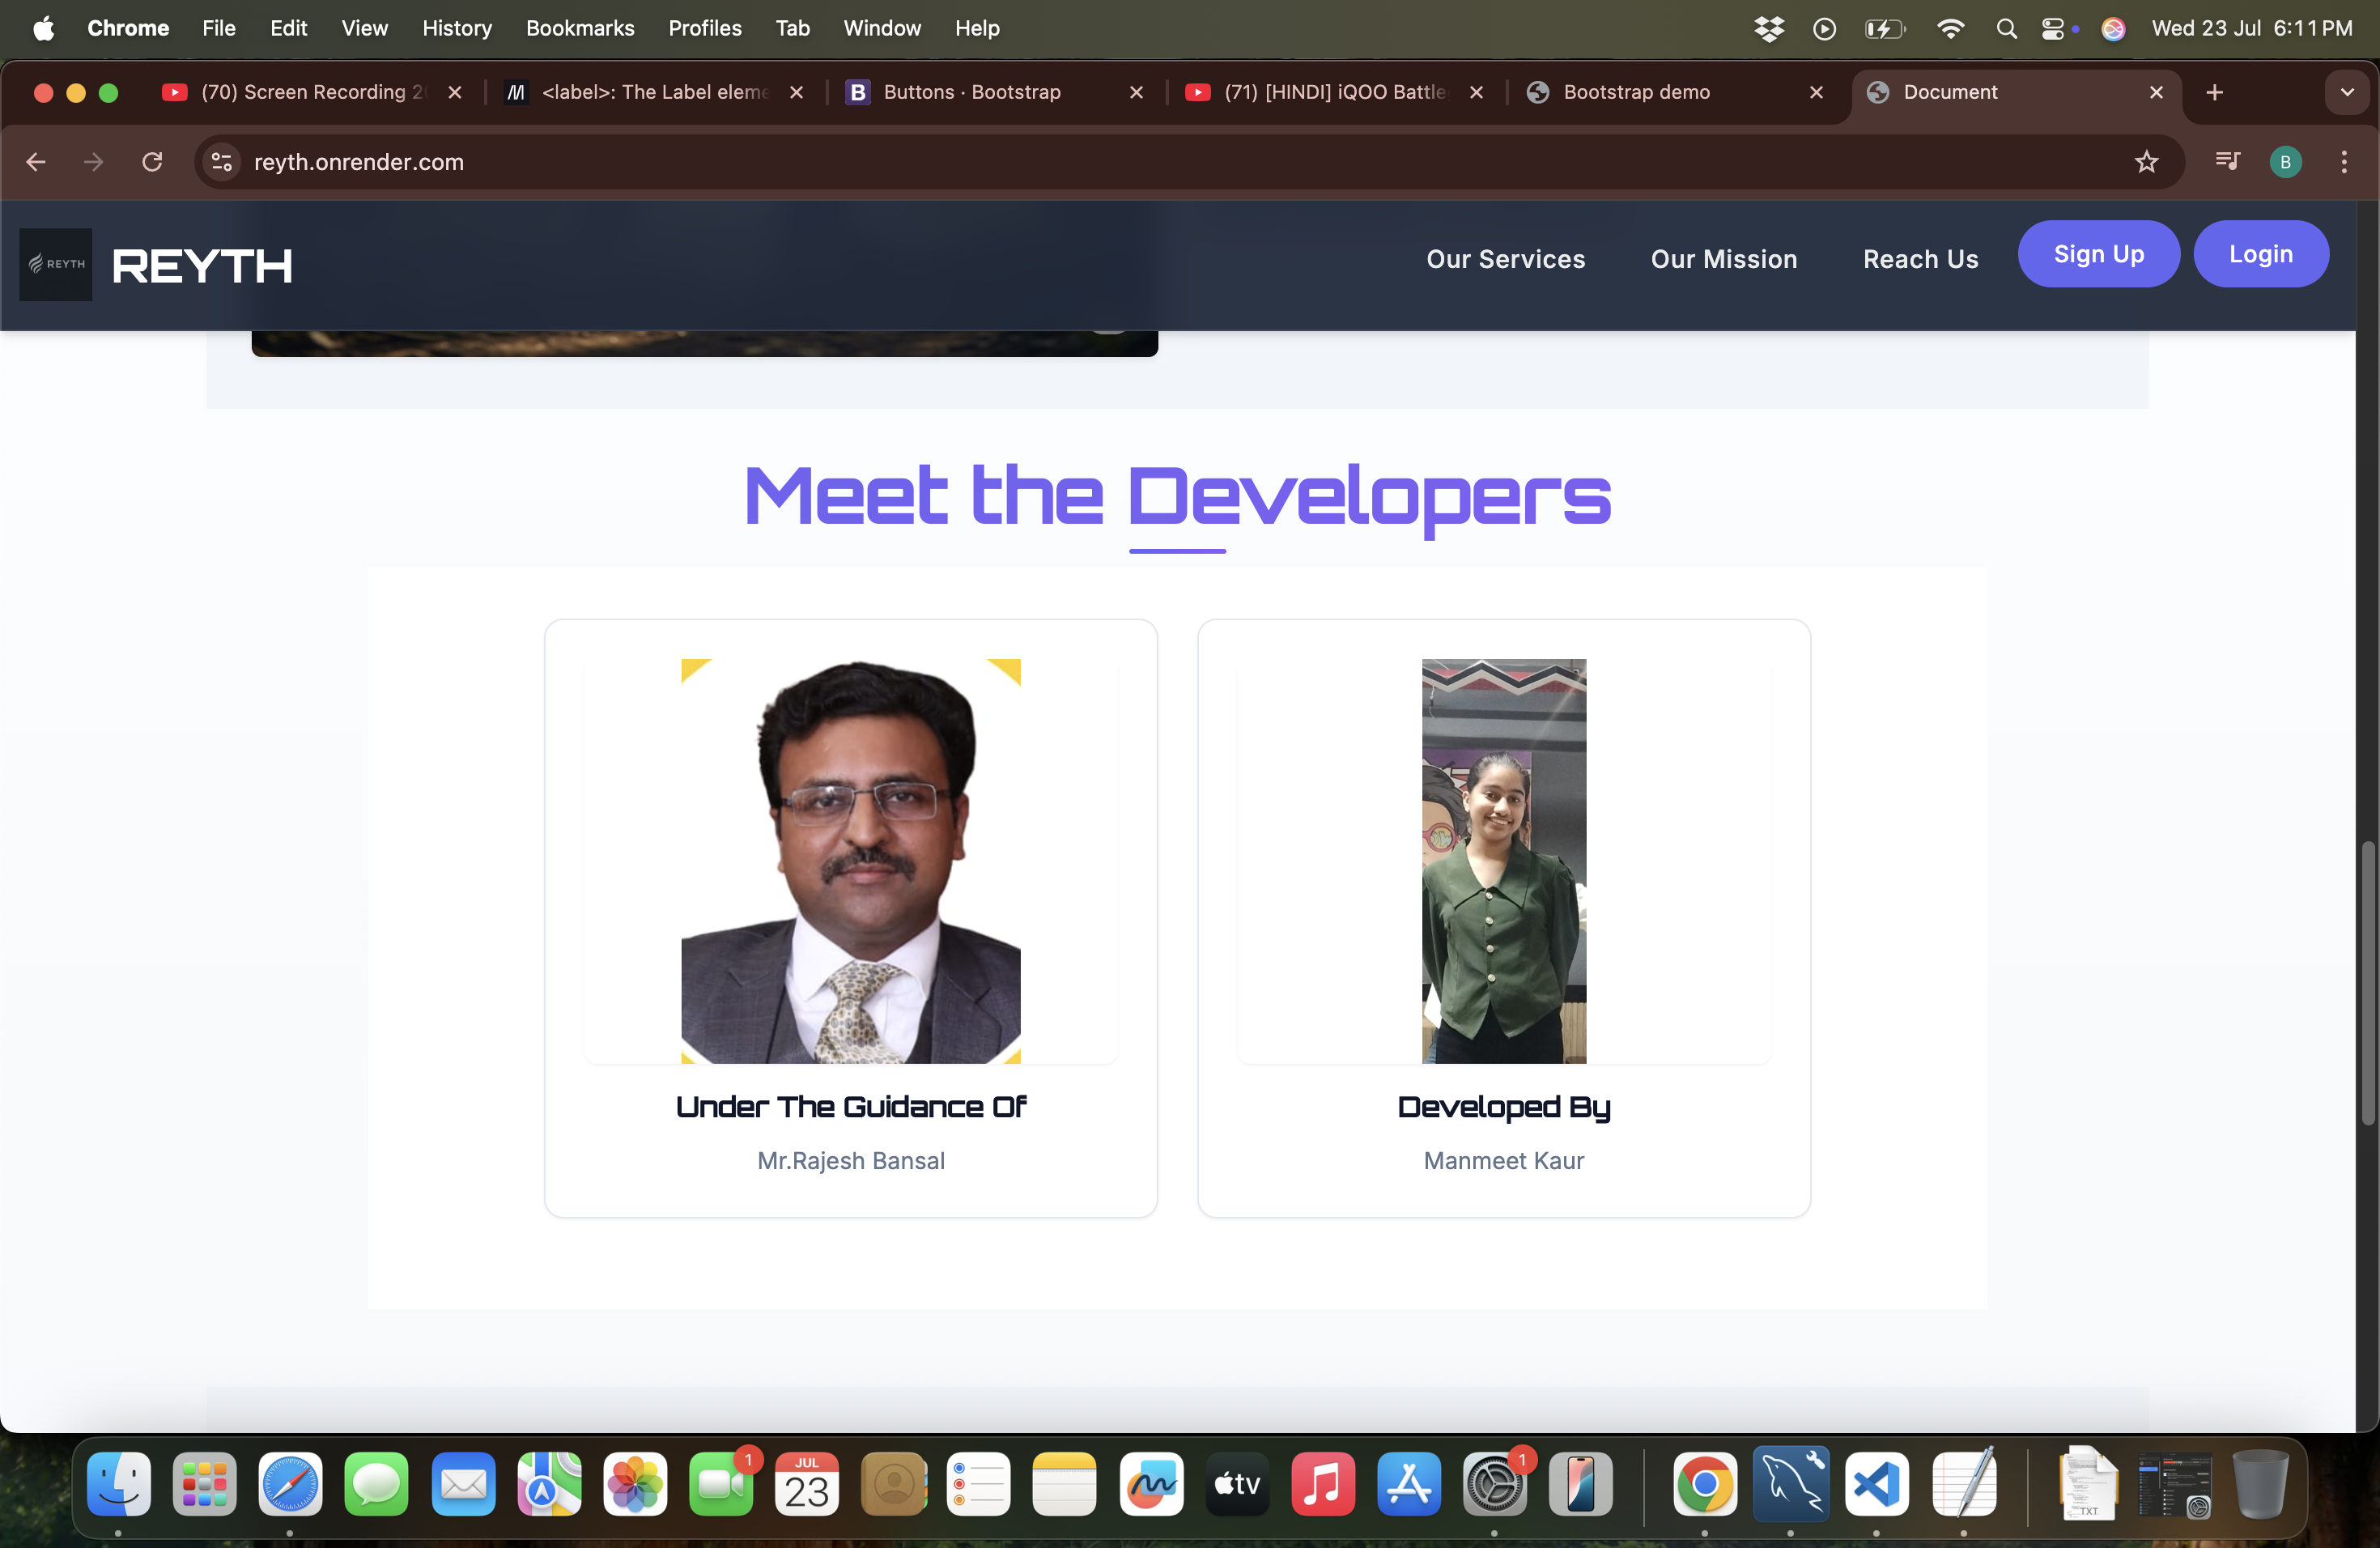 Chrome File Edit View History Bookmarks Profiles Tab Window Help Wed 23 Jul 6:11 PM
(70) Screen Recording 2 <label>: The Label eleme Buttons · Bootstrap (71) [HINDI] iQOO Battle Bootstrap demo Document
reyth.onrender.com B
REYTH REYTH Our Services Our Mission Reach Us Sign Up Login
Meet the Developers
Under The Guidance Of
Mr.Rajesh Bansal
Developed By
Manmeet Kaur
1
JUL
23
tv
1
TXT